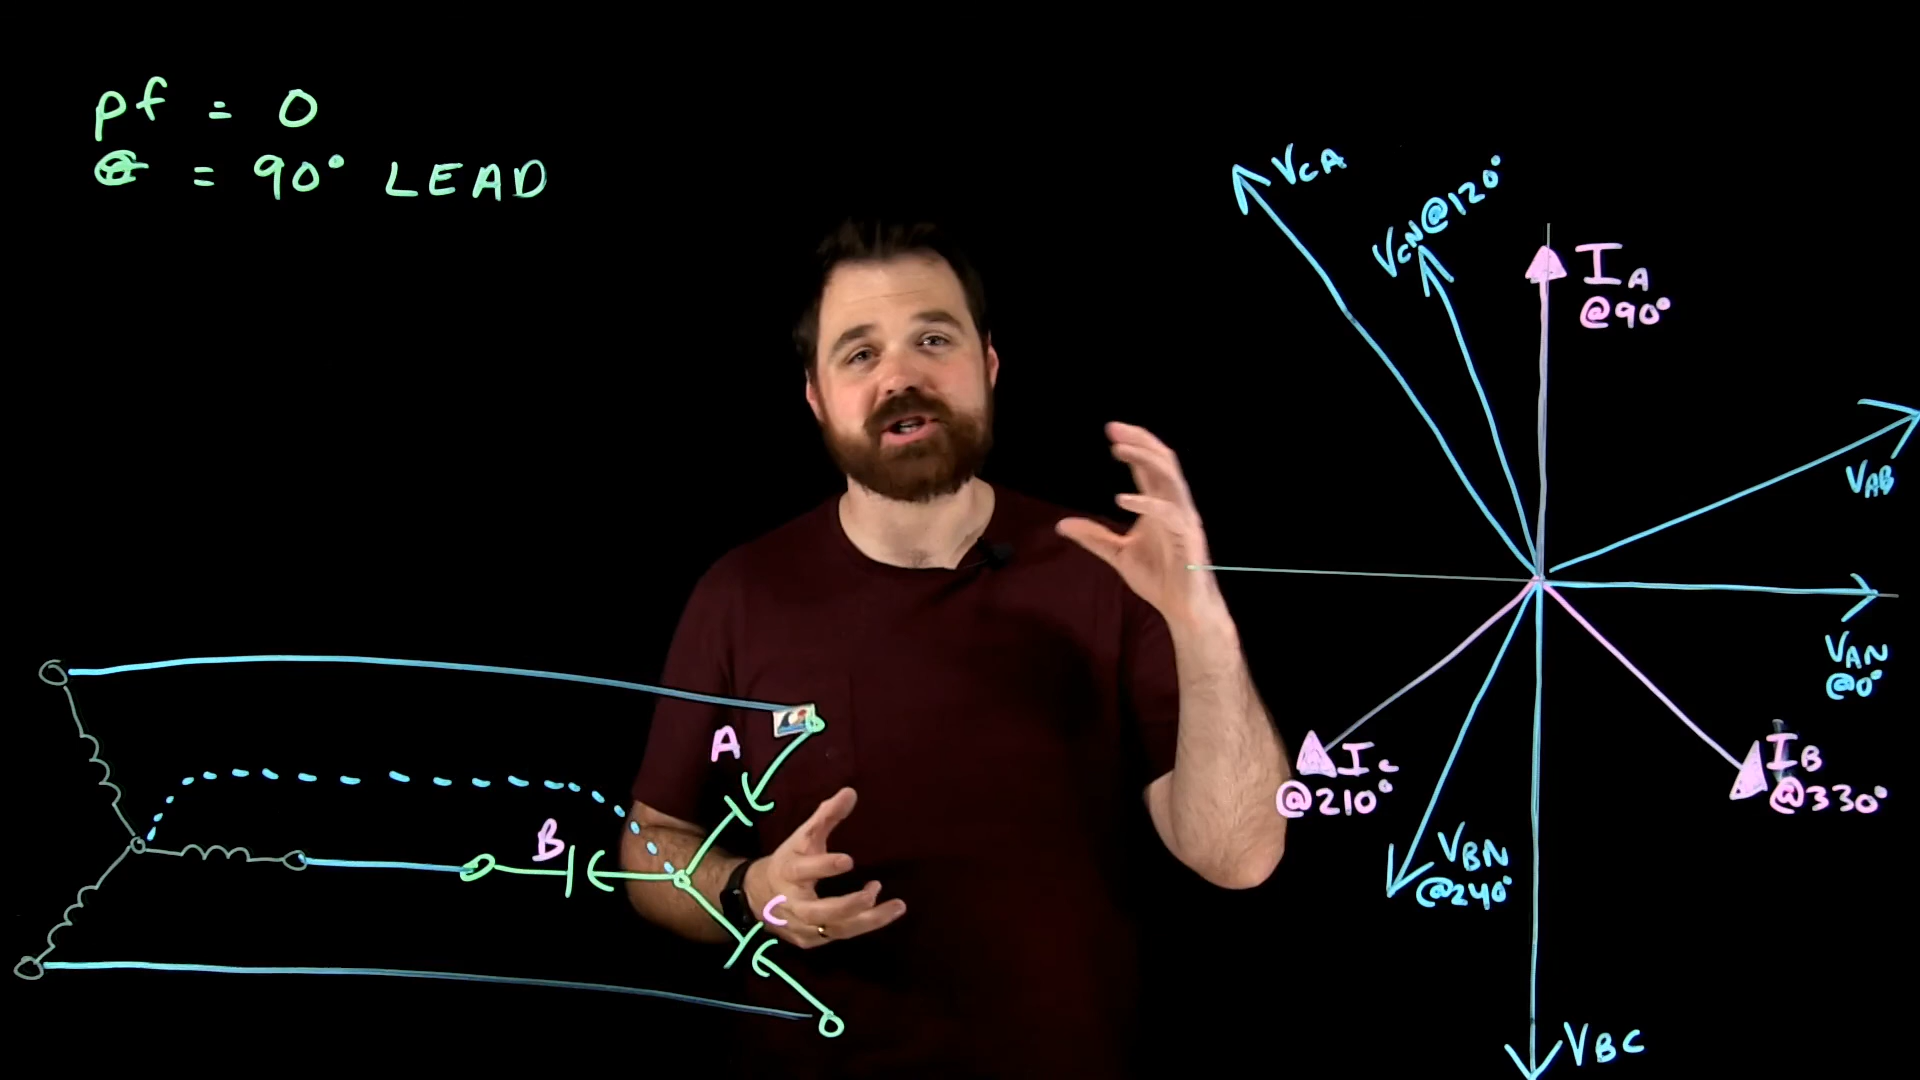 pf = 0
θ = 90° LEAD
VCA
VCN@120°
IA
@90°
VAB
VAN
@0°
A
IC
@210°
IB
@330°
B
VBN
@240°
C
VBC